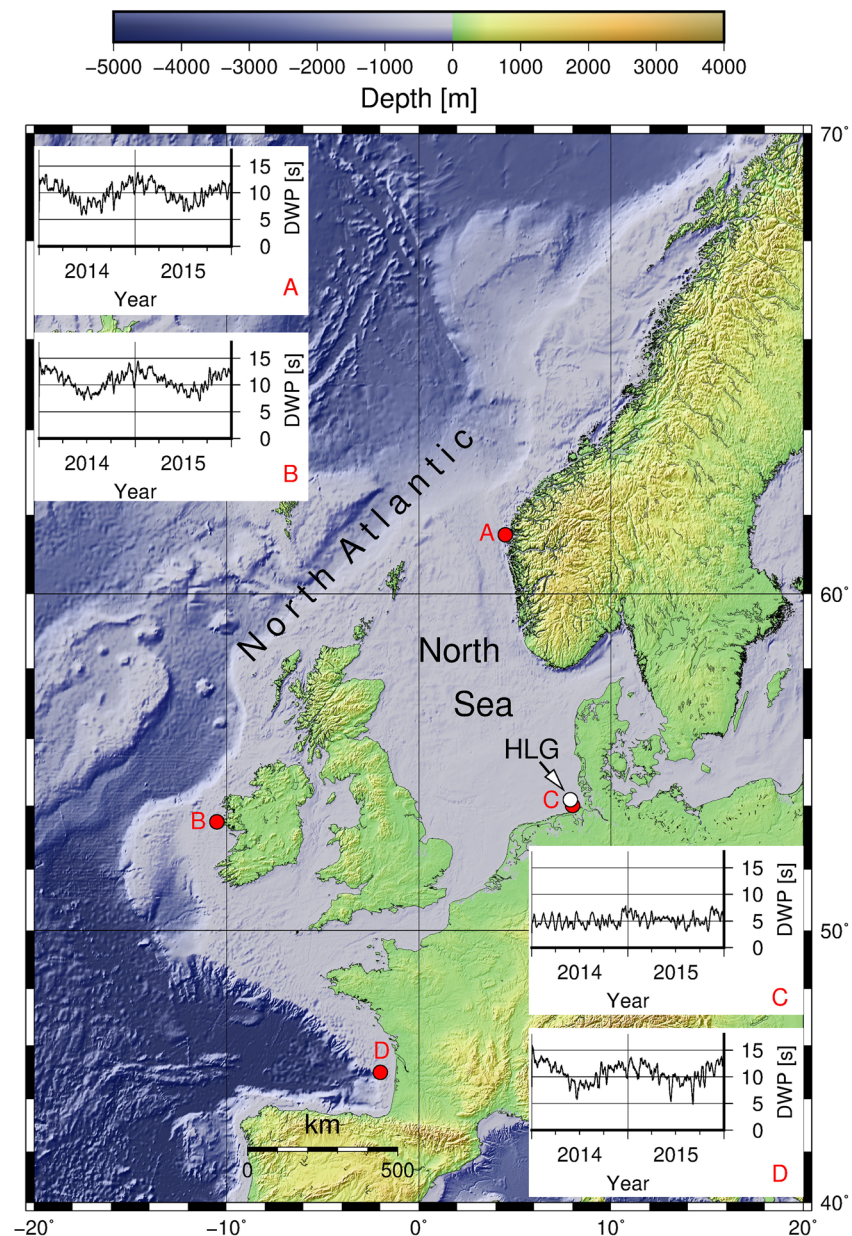 −5000 −4000 −3000 −2000 −1000 0 1000 2000 3000 4000
Depth [m]
70°
15
10
5
0
DWP [s]
2014 2015
Year
A
15
10
5
0
DWP [s]
2014 2015
Year
B
North Atlantic
A
60°
North
Sea
HLG
C
B
15
10
5
0
DWP [s]
2014 2015
Year
C
50°
D
15
10
5
0
DWP [s]
2014 2015
Year
D
km
0 500
40°
−20° −10° 0° 10° 20°